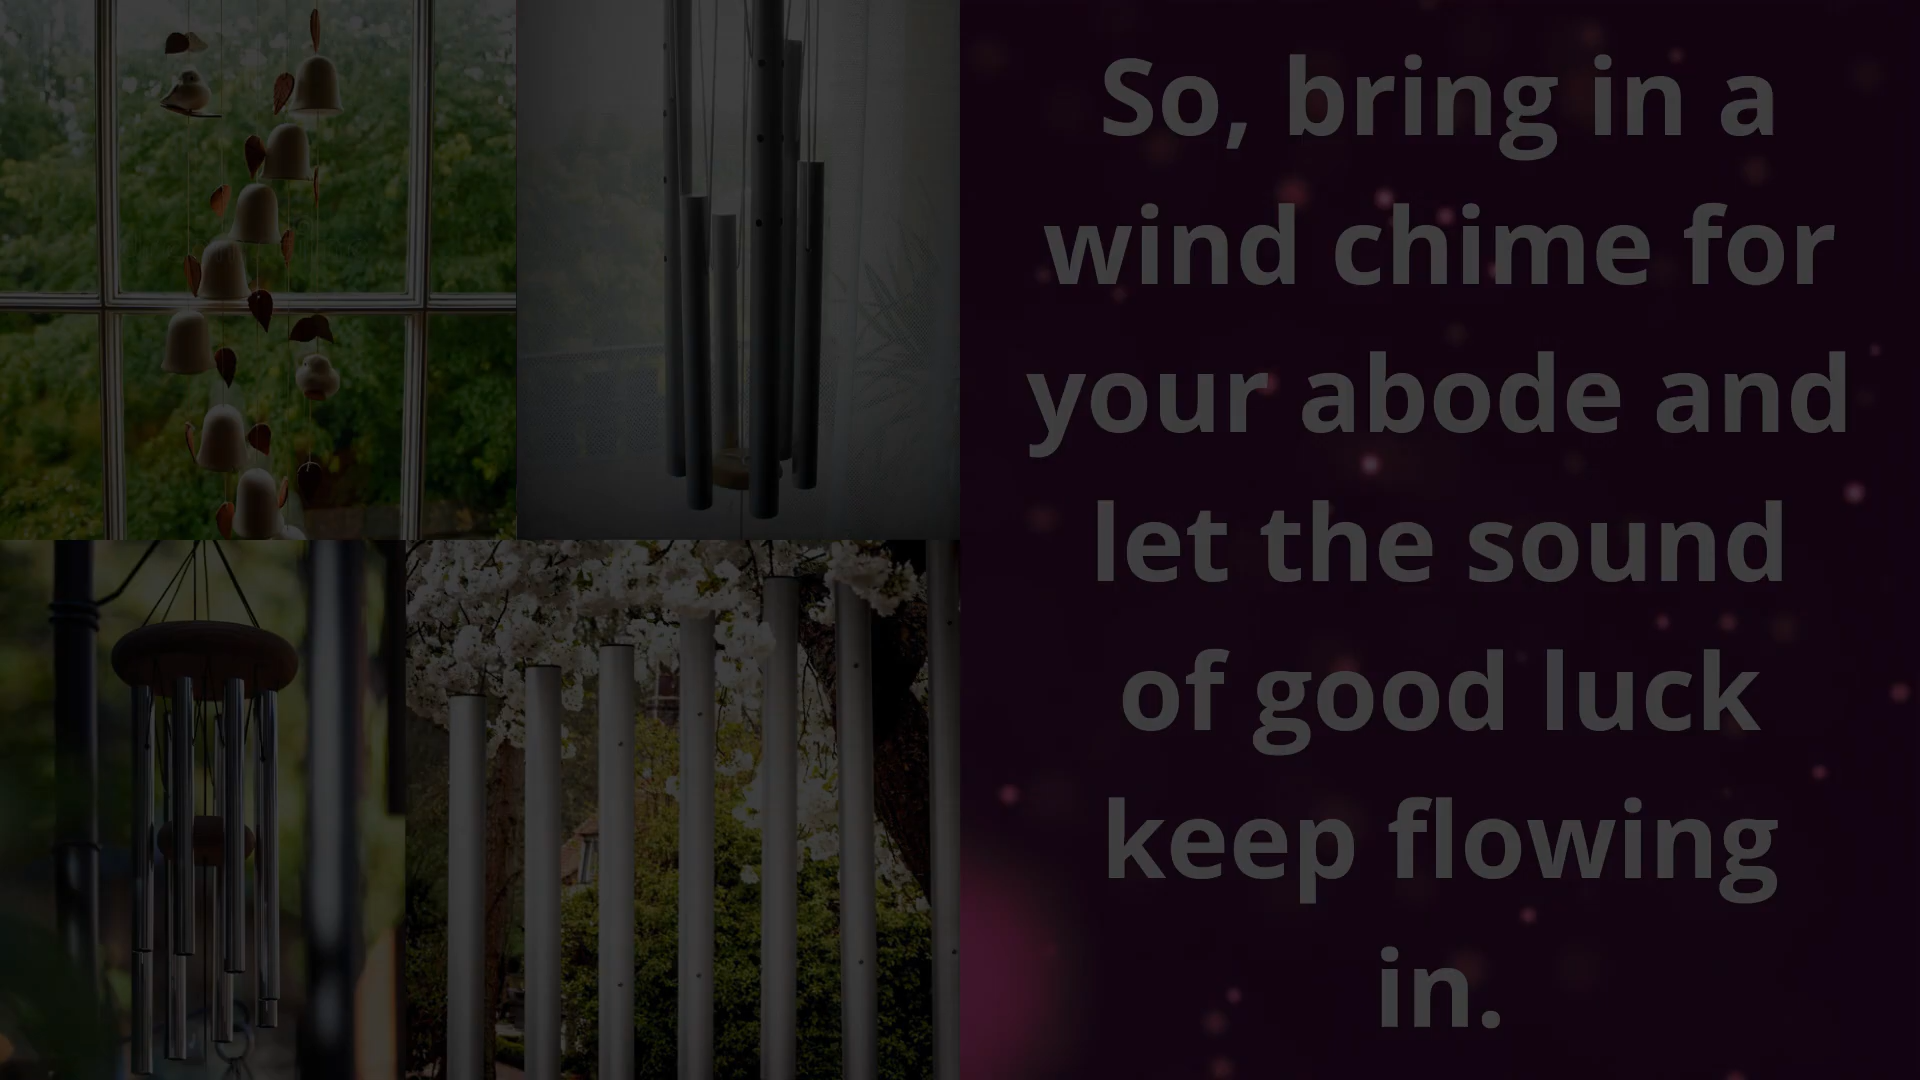 So, bring in a
wind chime for
your abode and
let the sound
of good luck
keep flowing
in.